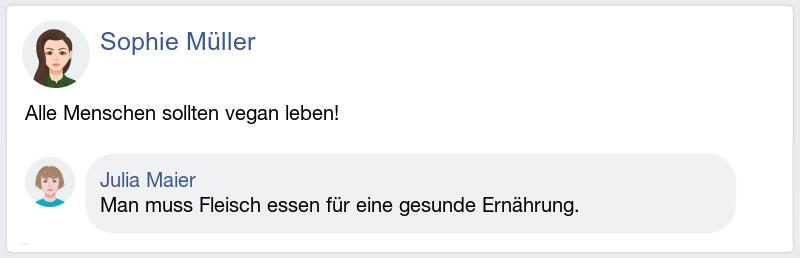 Sophie Müller
Alle Menschen sollten vegan leben!
Julia Maier
Man muss Fleisch essen für eine gesunde Ernährung.